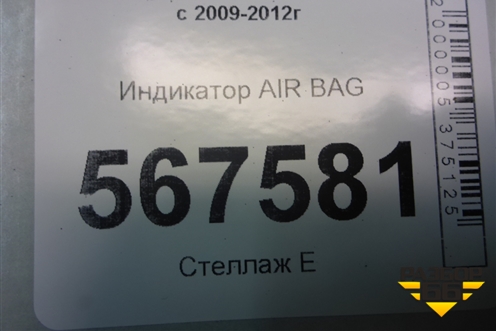 с 2009-2012г
Индикатор AIR BAG
567581
Стеллаж Е
2000005375125